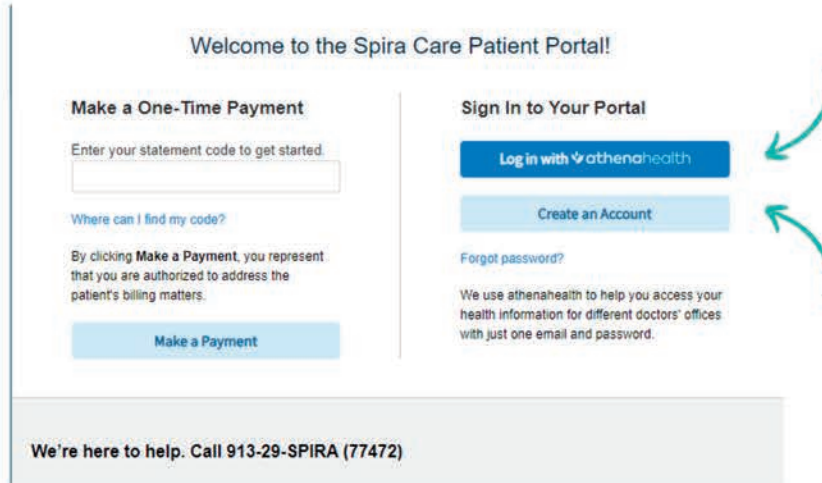 Welcome to the Spira Care Patient Portal!
Make a One-Time Payment
Enter your statement code to get started.
Where can I find my code?
By clicking Make a Payment, you represent
that you are authorized to address the
patient's billing matters.
Make a Payment
Sign In to Your Portal
Log in with athenahealth
Create an Account
Forgot password?
We use athenahealth to help you access your
health information for different doctors' offices
with just one email and password.
We're here to help. Call 913-29-SPIRA (77472)